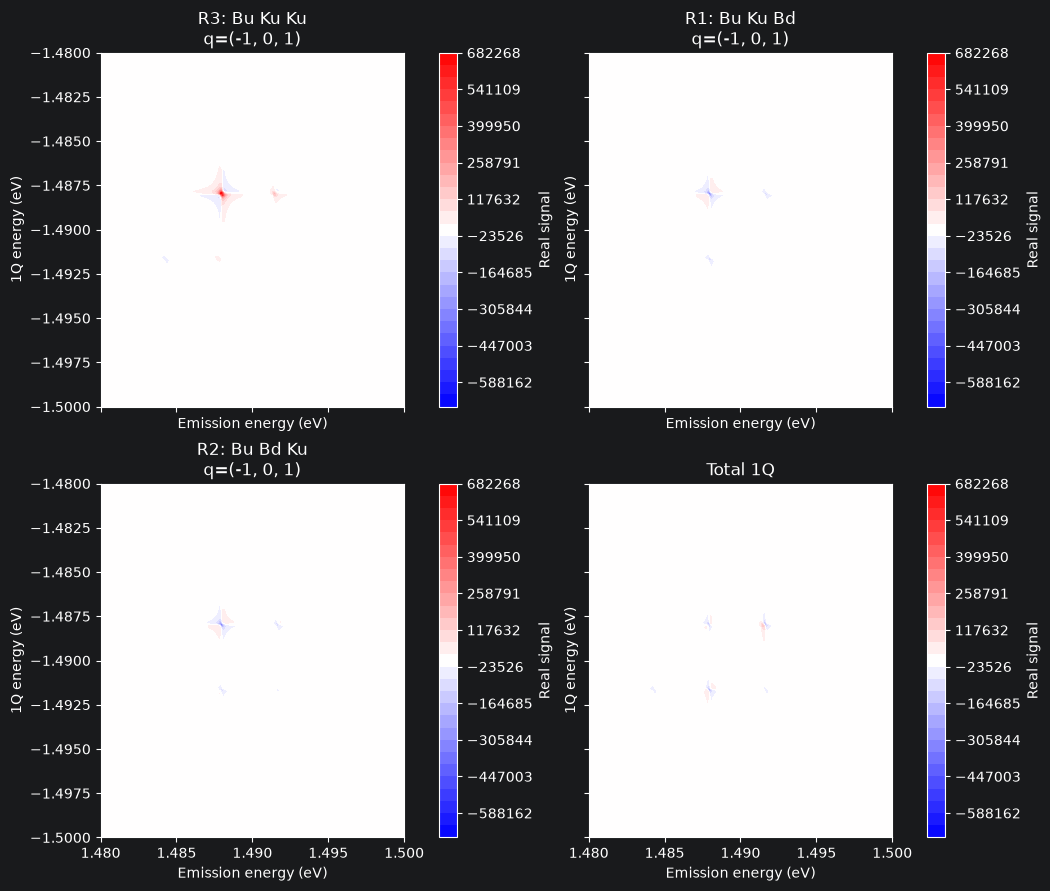 R3: Bu Ku Ku
q=(-1, 0, 1)
−1.4800
−1.4825
−1.4850
−1.4875
−1.4900
−1.4925
−1.4950
−1.4975
−1.5000
1Q energy (eV)
Emission energy (eV)
682268
541109
399950
258791
117632
−23526
−164685
−305844
−447003
−588162
Real signal
R1: Bu Ku Bd
q=(-1, 0, 1)
1Q energy (eV)
Emission energy (eV)
682268
541109
399950
258791
117632
−23526
−164685
−305844
−447003
−588162
Real signal
R2: Bu Bd Ku
q=(-1, 0, 1)
−1.4800
−1.4825
−1.4850
−1.4875
−1.4900
−1.4925
−1.4950
−1.4975
−1.5000
1Q energy (eV)
1.480 1.485 1.490 1.495 1.500
Emission energy (eV)
682268
541109
399950
258791
117632
−23526
−164685
−305844
−447003
−588162
Real signal
Total 1Q
1Q energy (eV)
1.480 1.485 1.490 1.495 1.500
Emission energy (eV)
682268
541109
399950
258791
117632
−23526
−164685
−305844
−447003
−588162
Real signal